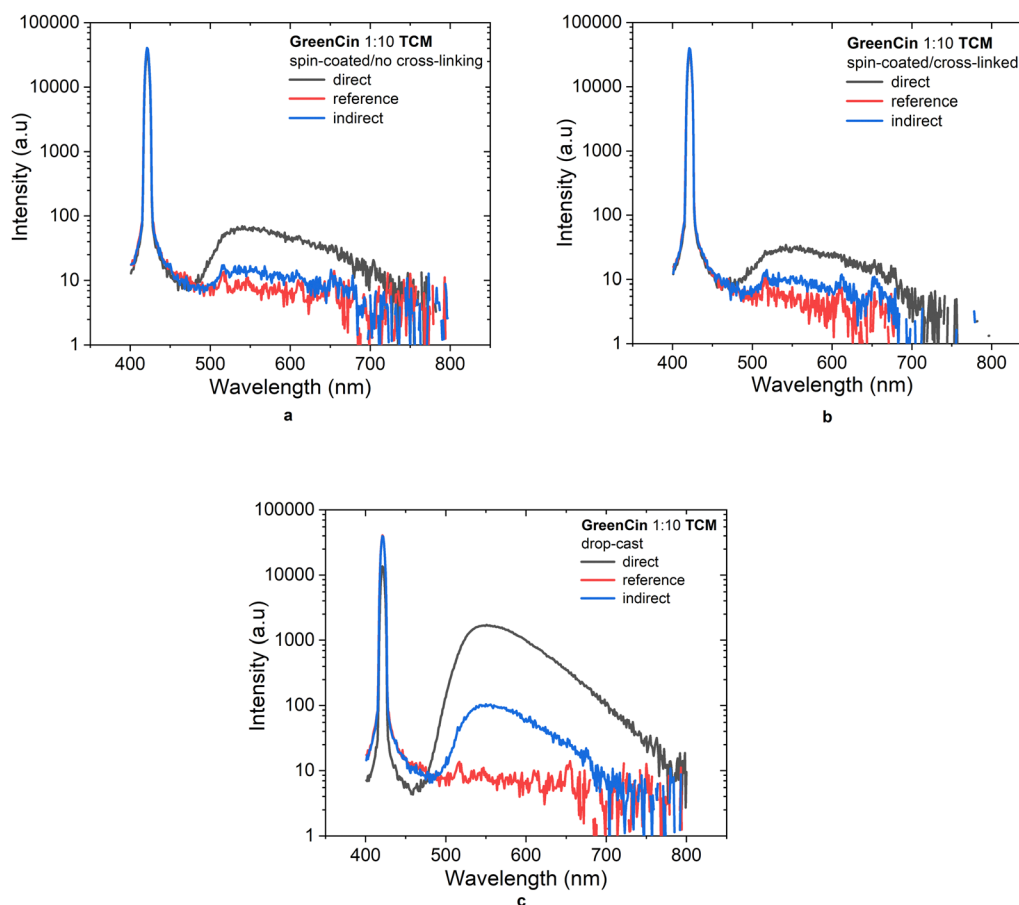 100000
10000
1000
100
10
1
Intensity (a.u)
GreenCin 1:10 TCM
spin-coated/no cross-linking
direct
reference
indirect
400 500 600 700 800
Wavelength (nm)
a
100000
10000
1000
100
10
1
Intensity (a.u)
GreenCin 1:10 TCM
spin-coated/cross-linked
direct
reference
indirect
400 500 600 700 800
Wavelength (nm)
b
100000
10000
1000
100
10
1
Intensity (a.u)
GreenCin 1:10 TCM
drop-cast
direct
reference
indirect
400 500 600 700 800
Wavelength (nm)
c